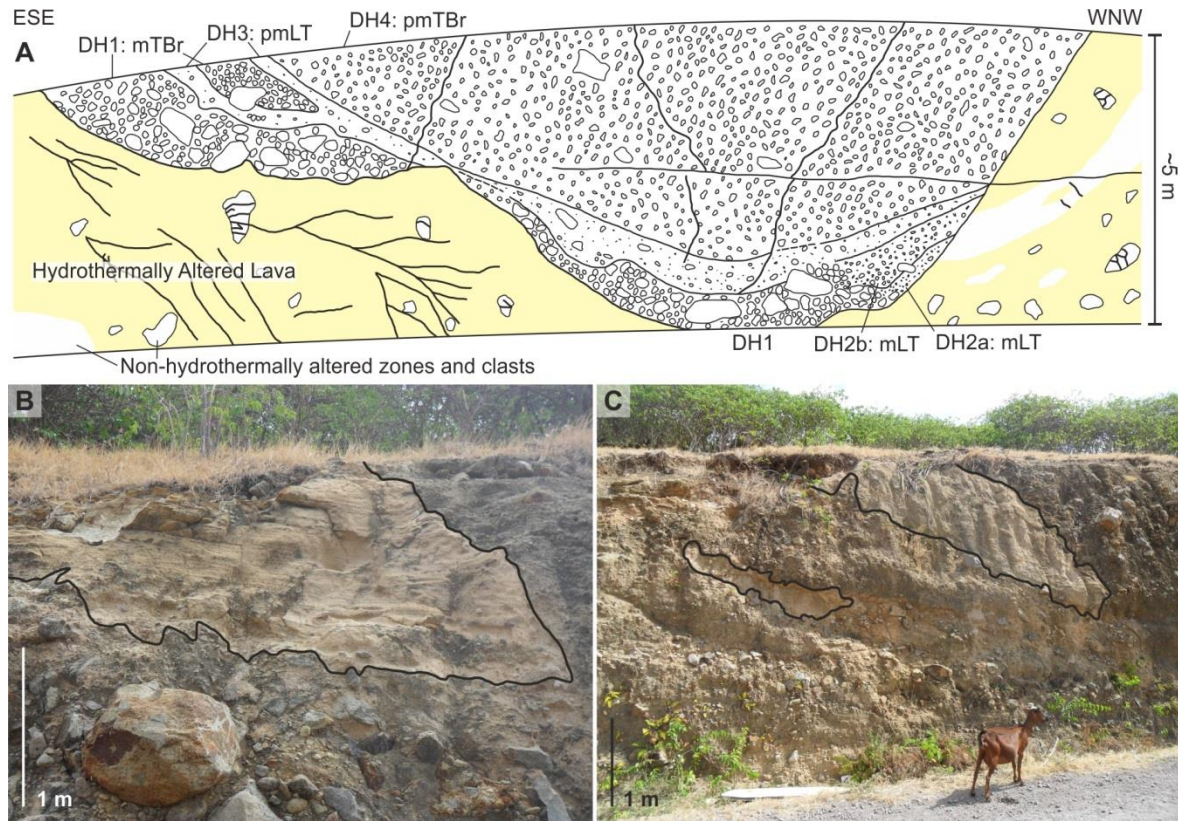 ESE
WNW
A
DH1: mTBr
DH3: pmLT
DH4: pmTBr
~5 m
Hydrothermally Altered Lava
DH1
DH2b: mLT
DH2a: mLT
Non-hydrothermally altered zones and clasts
B
C
1 m
1 m